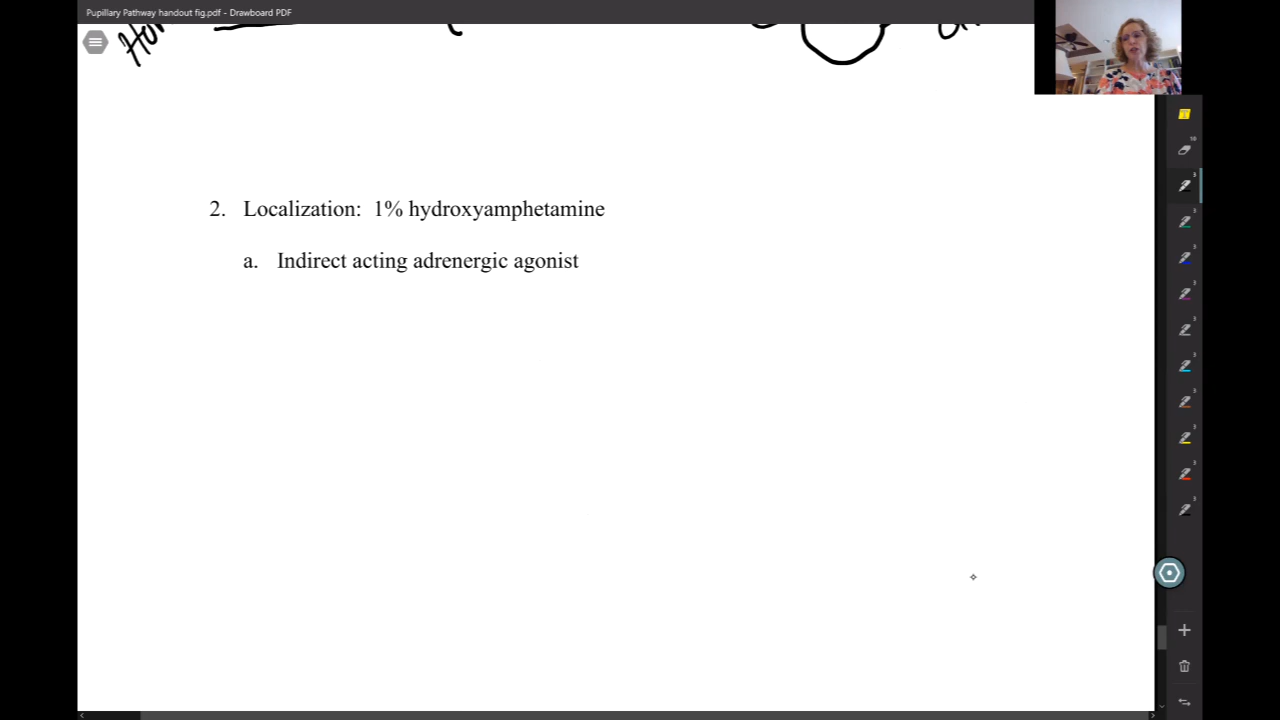 Pupillary Pathway handout fig.pdf - Drawboard PDF
2. Localization: 1% hydroxyamphetamine
a. Indirect acting adrenergic agonist